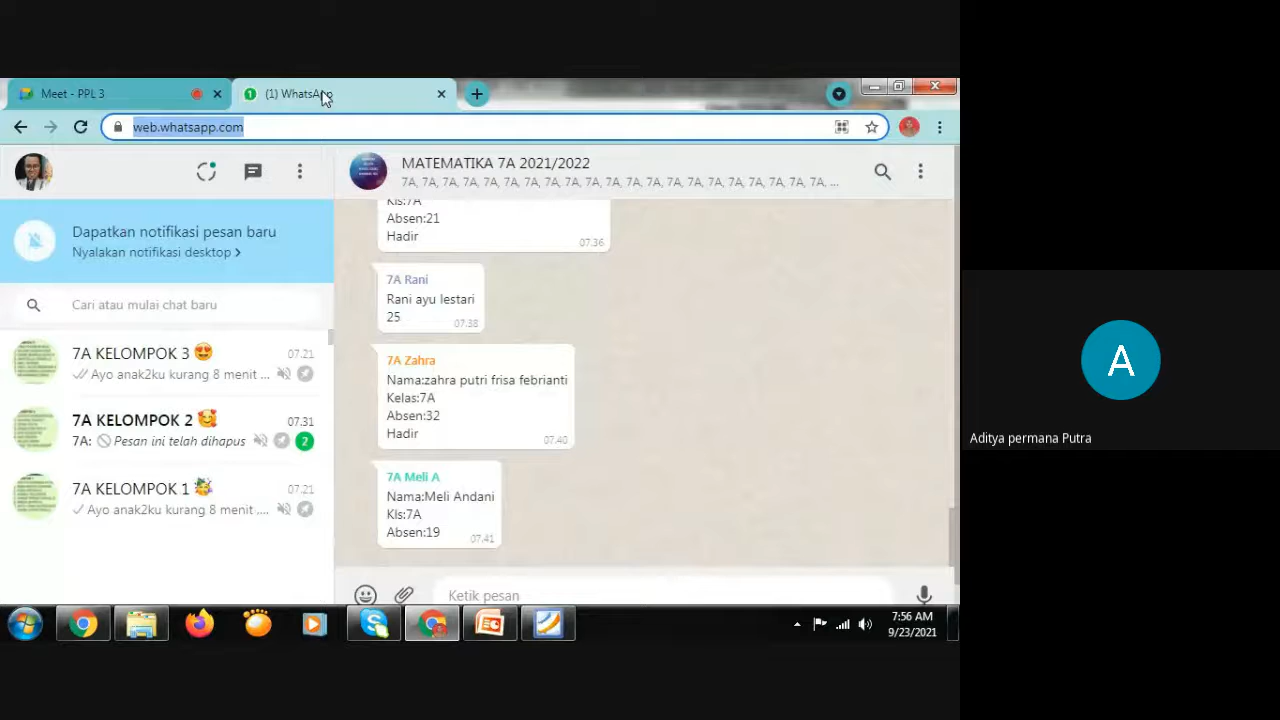 Meet - PPL 3
1
(1) WhatsApp
web.whatsapp.com
MATEMATIKA 7A 2021/2022
7A, 7A, 7A, 7A, 7A, 7A, 7A, 7A, 7A, 7A, 7A, 7A, 7A, 7A, 7A, 7A, 7A, 7A, 7A, 7A, 7A, ...
Dapatkan notifikasi pesan baru
Nyalakan notifikasi desktop >
Cari atau mulai chat baru
7A KELOMPOK 3 😍
07.21
Ayo anak2ku kurang 8 menit ...
7A KELOMPOK 2 🥰
07.31
7A: Pesan ini telah dihapus
2
7A KELOMPOK 1 🥳
07.21
Ayo anak2ku kurang 8 menit ....
Kls:7A
Absen:21
Hadir
07.36
7A Rani
Rani ayu lestari
25
07.38
7A Zahra
Nama:zahra putri frisa febrianti
Kelas:7A
Absen:32
Hadir
07.40
7A Meli A
Nama:Meli Andani
Kls:7A
Absen:19
07.41
Ketik pesan
7:56 AM
9/23/2021
A
Aditya permana Putra